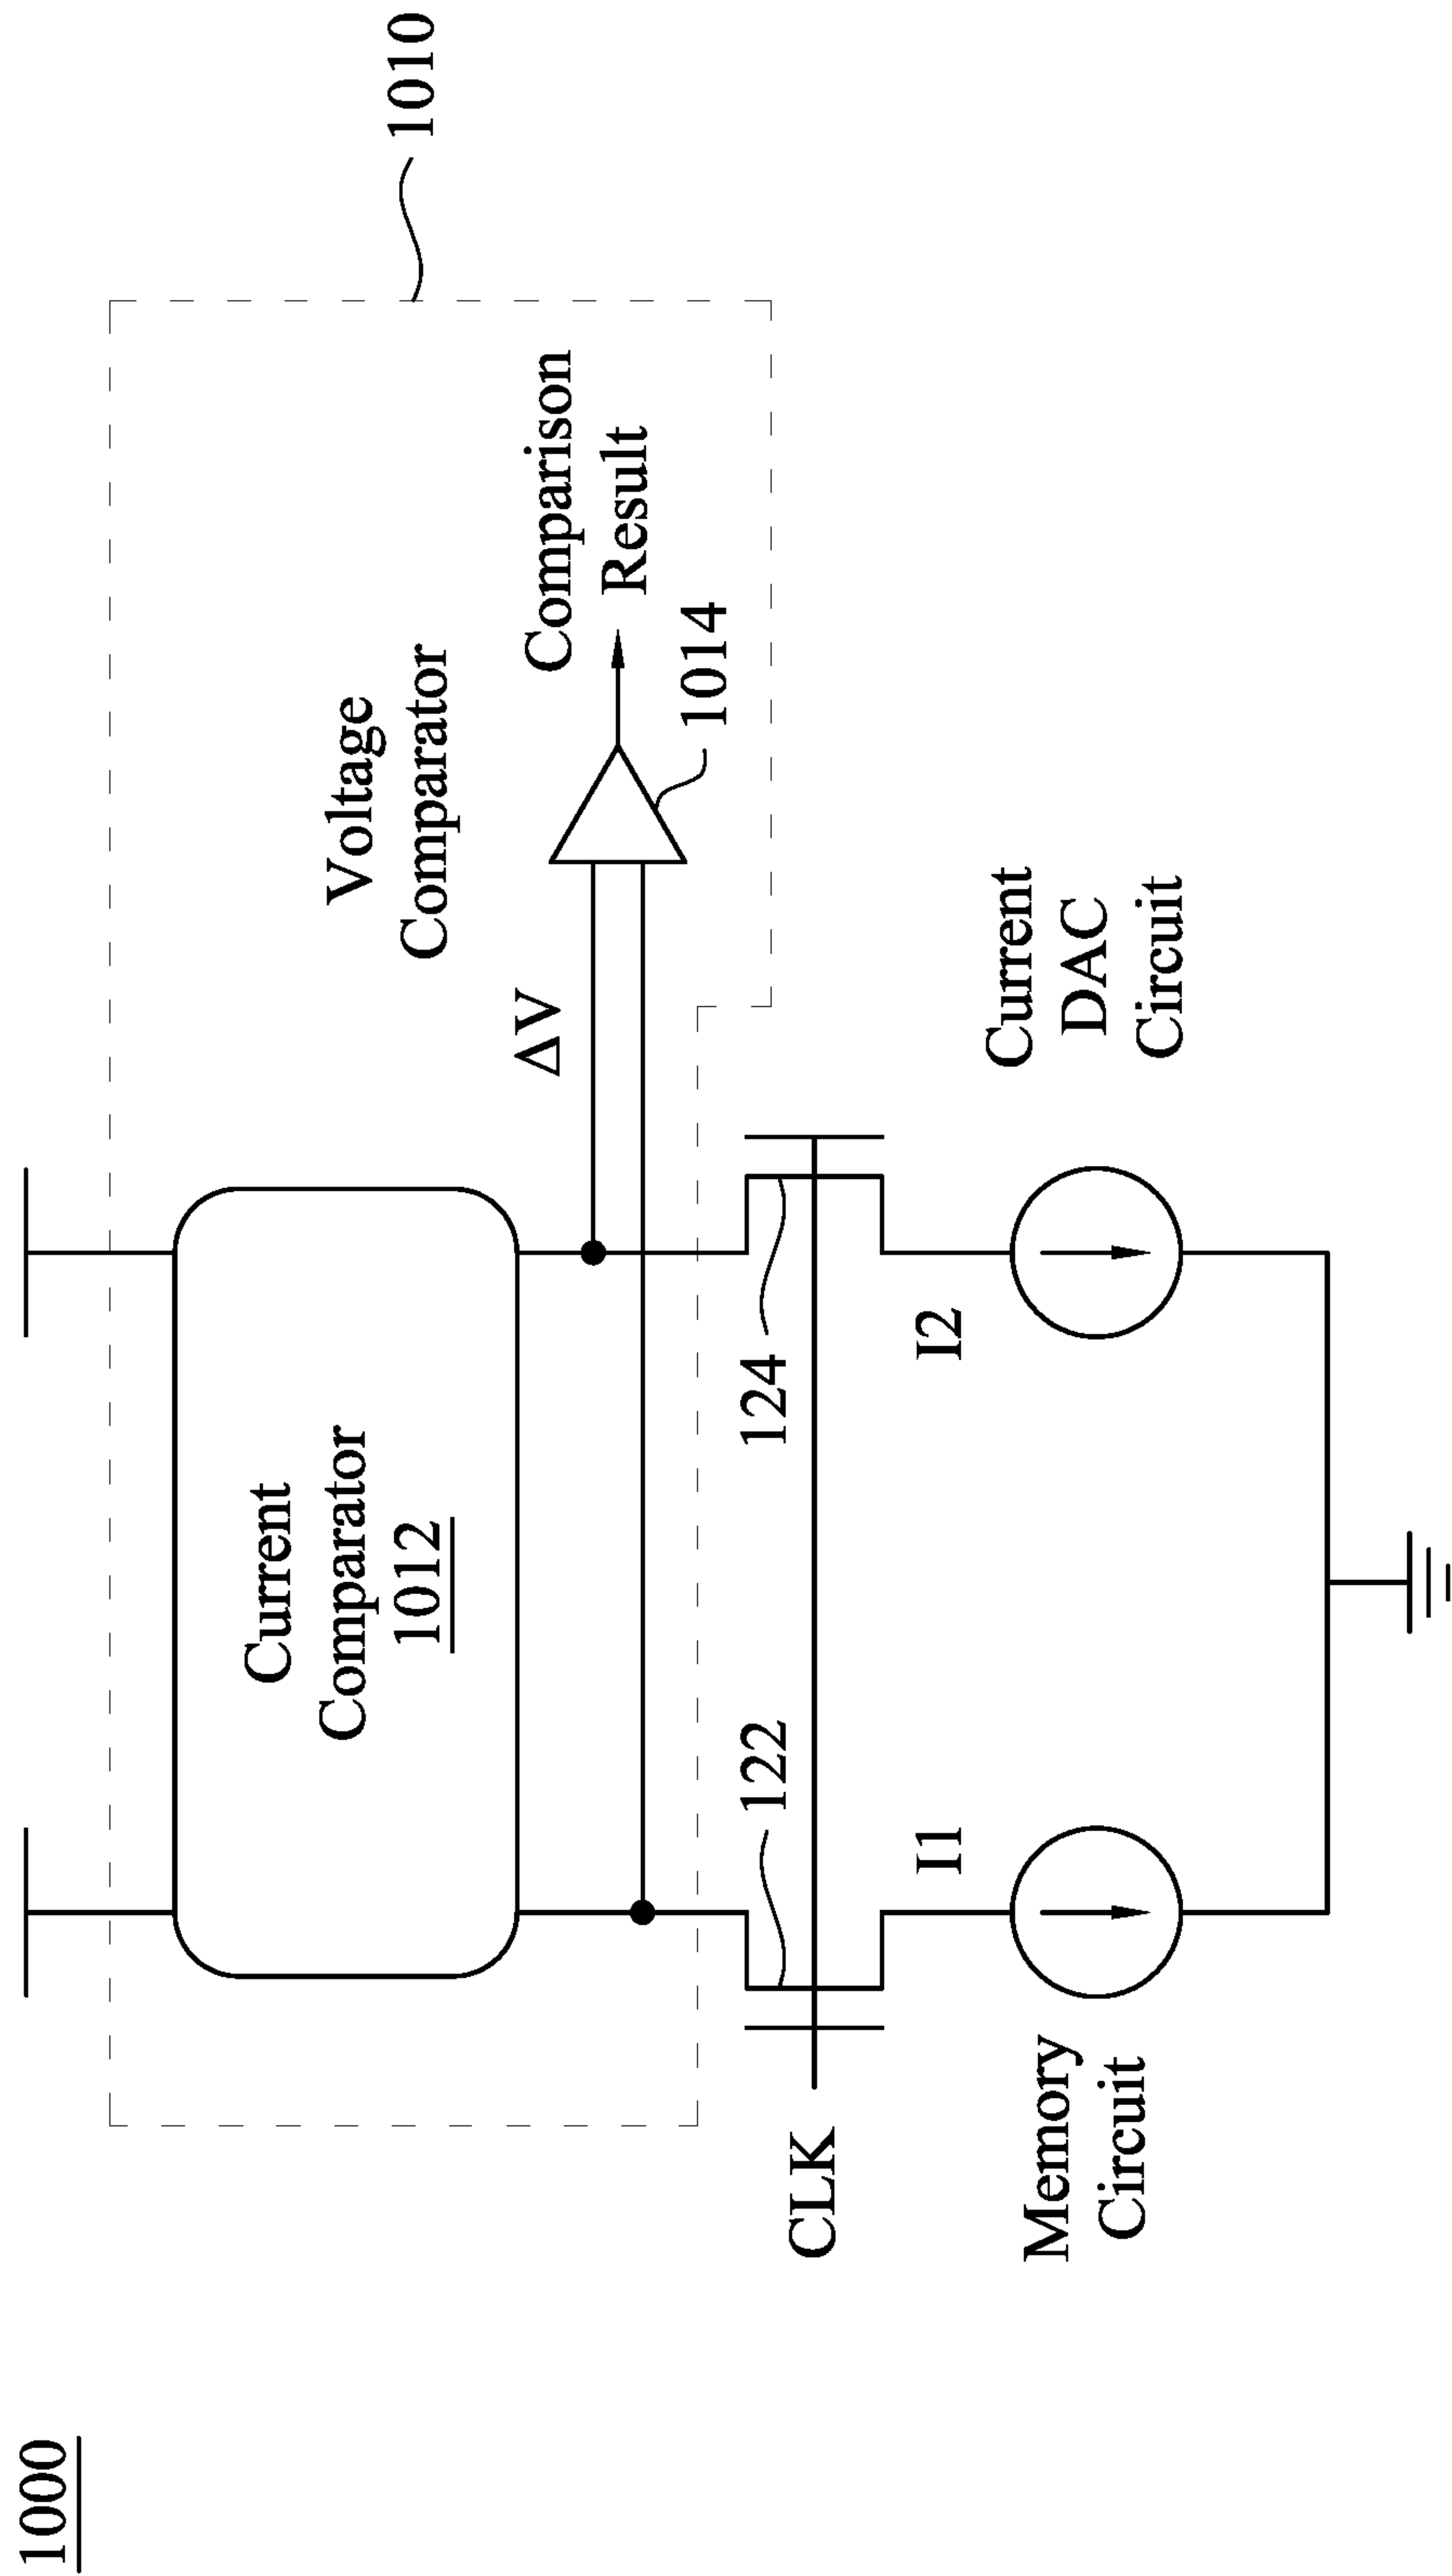 1000
1010
Current
Comparator
1012
Voltage
Comparator
ΔV
Comparison
Result
1014
122
124
CLK
I1
I2
Memory
Circuit
Current
DAC
Circuit